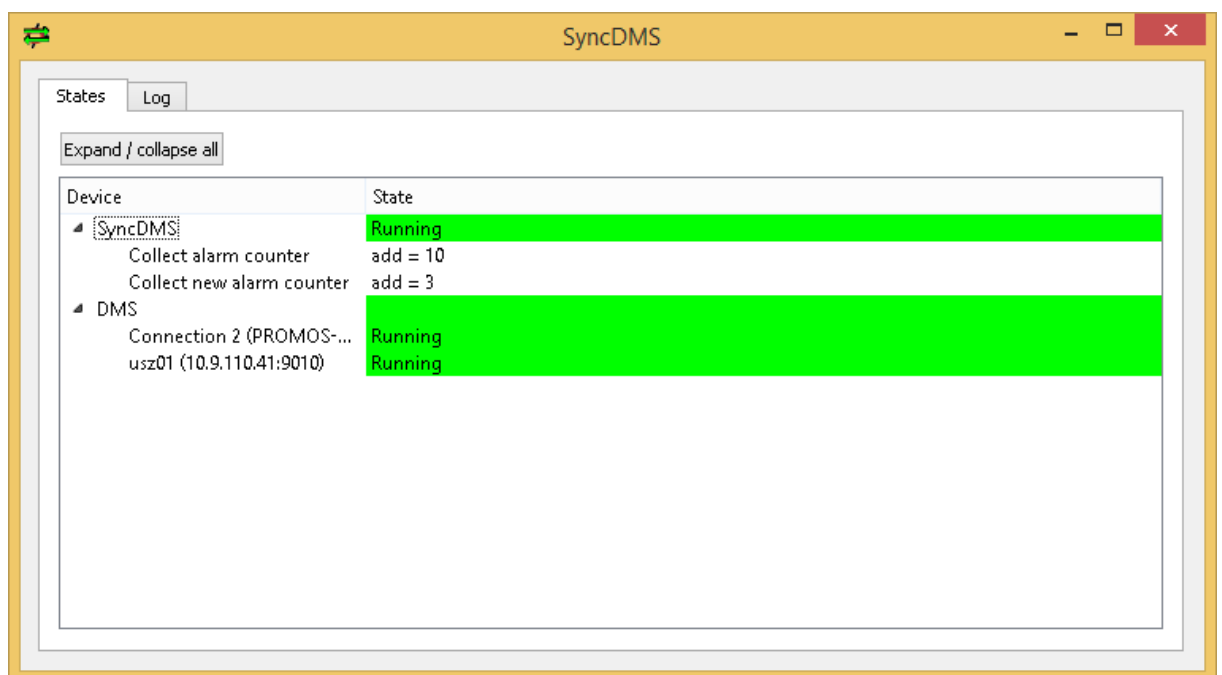 SyncDMS
States Log
Expand / collapse all
Device State
SyncDMS Running
Collect alarm counter add = 10
Collect new alarm counter add = 3
DMS
Connection 2 (PROMOS-... Running
usz01 (10.9.110.41:9010) Running